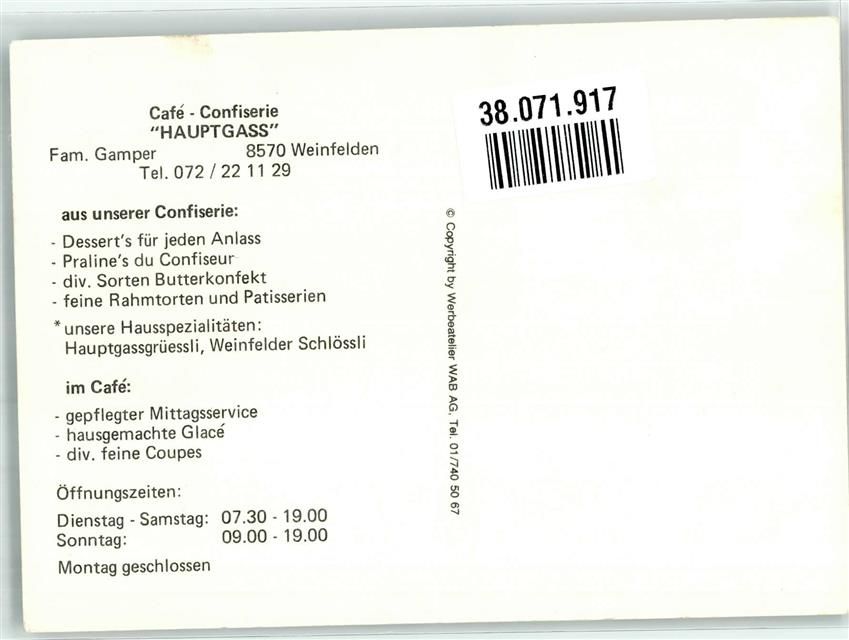 Café - Confiserie
"HAUPTGASS"
Fam. Gamper 8570 Weinfelden
Tel. 072 / 22 11 29
aus unserer Confiserie:
- Dessert's für jeden Anlass
- Praline's du Confiseur
- div. Sorten Butterkonfekt
- feine Rahmtorten und Patisserien
* unsere Hausspezialitäten:
Hauptgassgrüessli, Weinfelder Schlössli
im Café:
- gepflegter Mittagsservice
- hausgemachte Glacé
- div. feine Coupes
Öffnungszeiten:
Dienstag - Samstag: 07.30 - 19.00
Sonntag: 09.00 - 19.00
Montag geschlossen
© Copyright by Werbeatelier WAB AG. Tel. 01/740 50 67
38.071.917